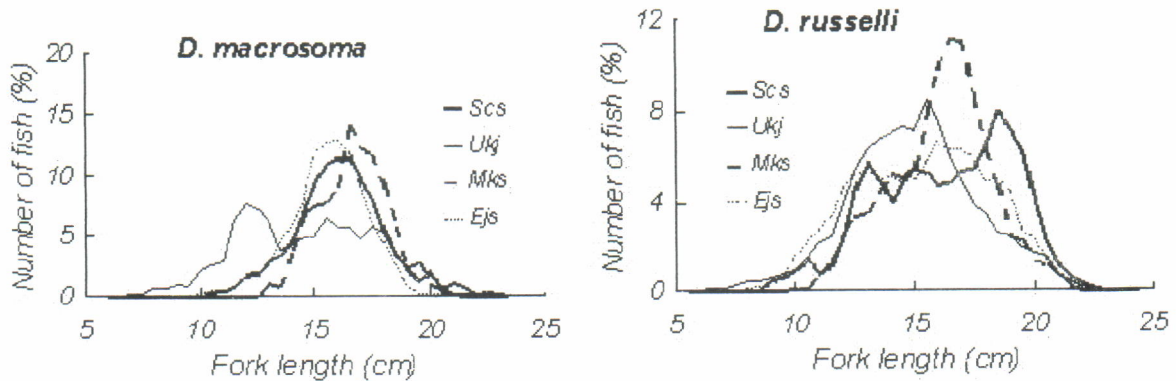 D. macrosoma
20
15
10
5
0
Number of fish (%)
Scs
Ukj
Mks
Ejs
5 10 15 20 25
Fork length (cm)
D. russelli
12
8
4
0
Number of fish (%)
Scs
Ukj
Mks
Ejs
5 10 15 20 25
Fork length (cm)